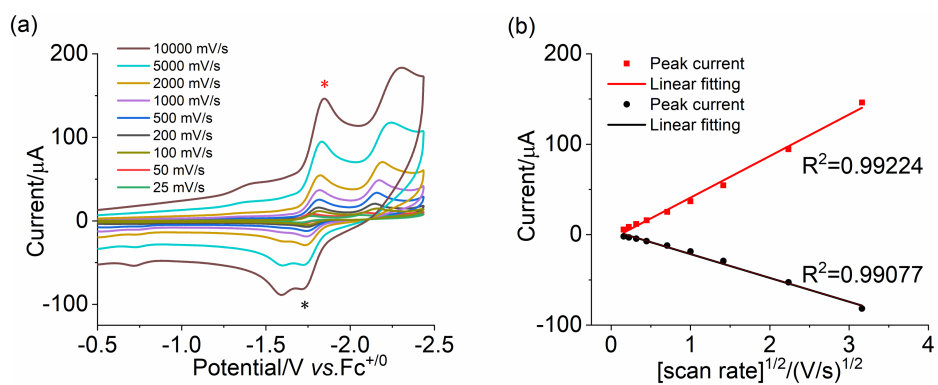 (a)
200
100
0
-100
Current/μA
10000 mV/s
5000 mV/s
2000 mV/s
1000 mV/s
500 mV/s
200 mV/s
100 mV/s
50 mV/s
25 mV/s
*
*
-0.5
-1.0
-1.5
-2.0
-2.5
Potential/V vs.Fc⁺/⁰
(b)
200
100
0
-100
Current/μA
Peak current
Linear fitting
Peak current
Linear fitting
R²=0.99224
R²=0.99077
0
1
2
3
4
[scan rate]¹/²/(V/s)¹/²